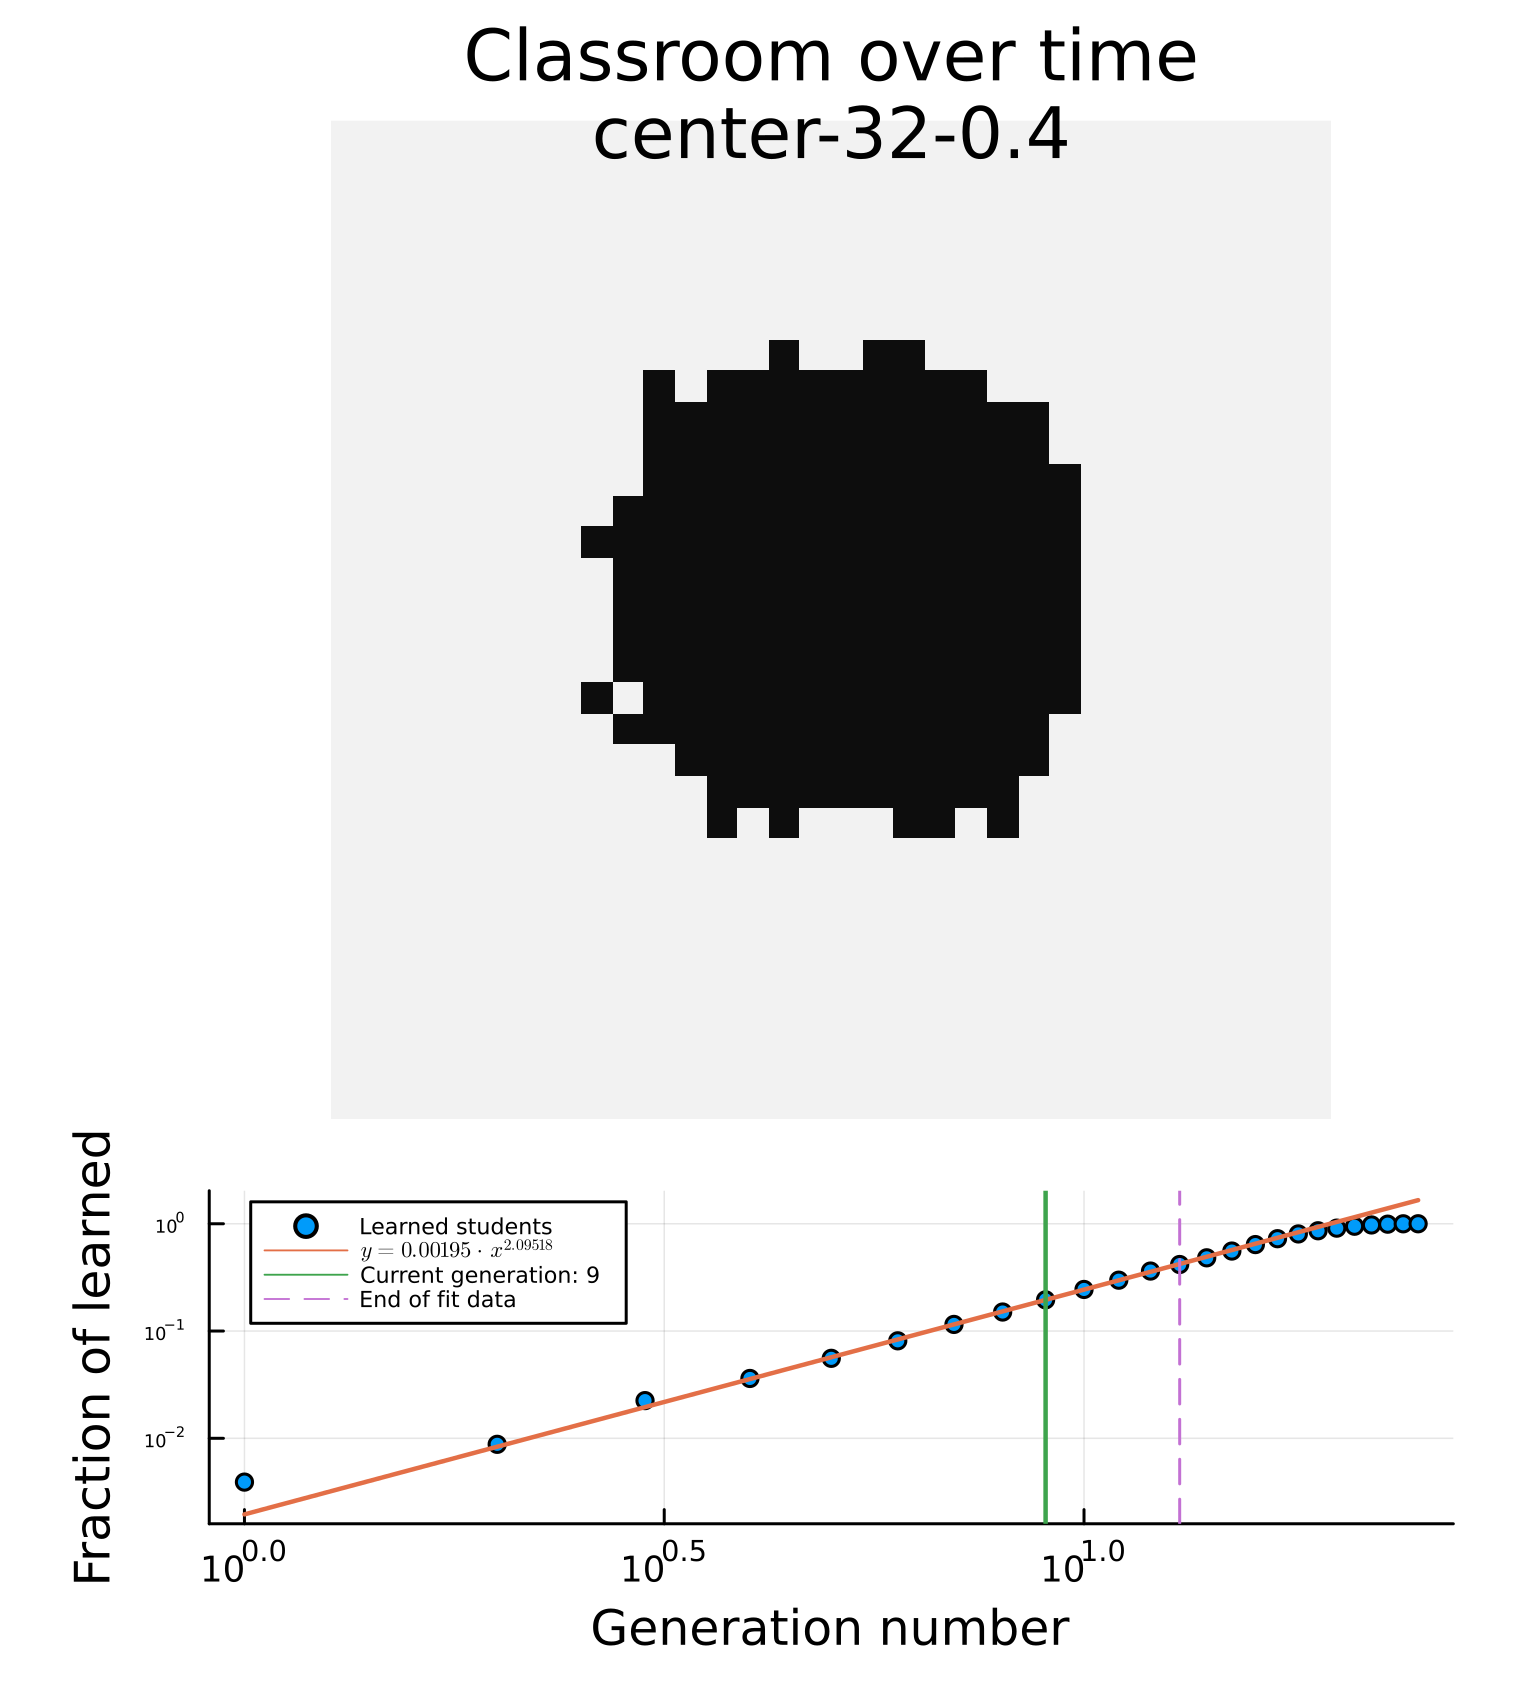 Classroom over time
center-32-0.4
Fraction of learned
10^0
10^-1
10^-2
Learned students
y = 0.00195 · x^2.09518
Current generation: 9
End of fit data
10^0.0
10^0.5
10^1.0
Generation number